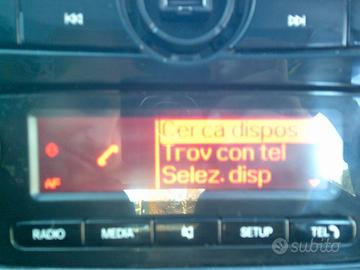 Cerca dispos
Trov con tel
Selez. disp
AF
RADIO MEDIA SETUP TEL
subito